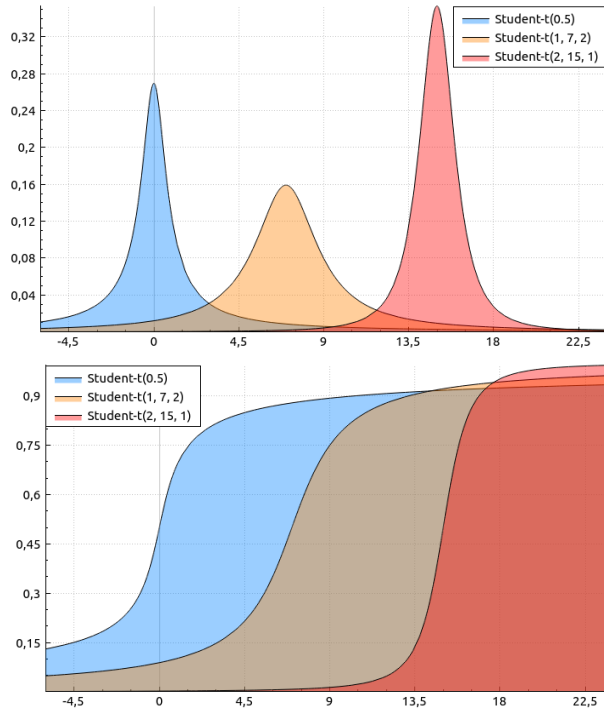 0,32
0,28
0,24
0,2
0,16
0,12
0,08
0,04
Student-t(0.5)
Student-t(1, 7, 2)
Student-t(2, 15, 1)
-4,5 0 4,5 9 13,5 18 22,5
Student-t(0.5)
Student-t(1, 7, 2)
Student-t(2, 15, 1)
0,9
0,75
0,6
0,45
0,3
0,15
-4,5 0 4,5 9 13,5 18 22,5